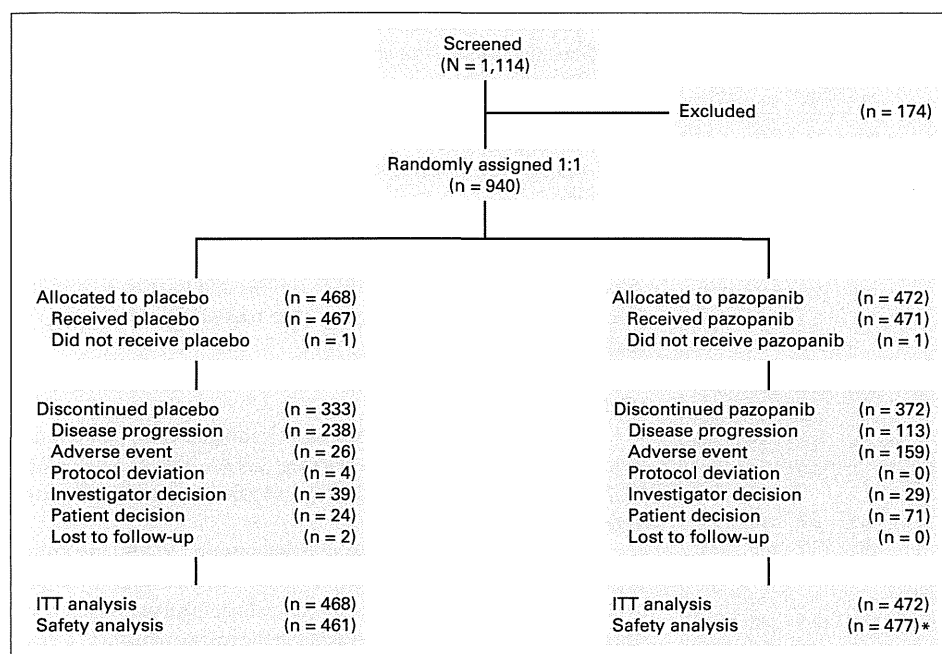 Screened
(N = 1,114)
Excluded (n = 174)
Randomly assigned 1:1
(n = 940)
Allocated to placebo (n = 468)
Received placebo (n = 467)
Did not receive placebo (n = 1)
Discontinued placebo (n = 333)
Disease progression (n = 238)
Adverse event (n = 26)
Protocol deviation (n = 4)
Investigator decision (n = 39)
Patient decision (n = 24)
Lost to follow-up (n = 2)
ITT analysis (n = 468)
Safety analysis (n = 461)
Allocated to pazopanib (n = 472)
Received pazopanib (n = 471)
Did not receive pazopanib (n = 1)
Discontinued pazopanib (n = 372)
Disease progression (n = 113)
Adverse event (n = 159)
Protocol deviation (n = 0)
Investigator decision (n = 29)
Patient decision (n = 71)
Lost to follow-up (n = 0)
ITT analysis (n = 472)
Safety analysis (n = 477)*